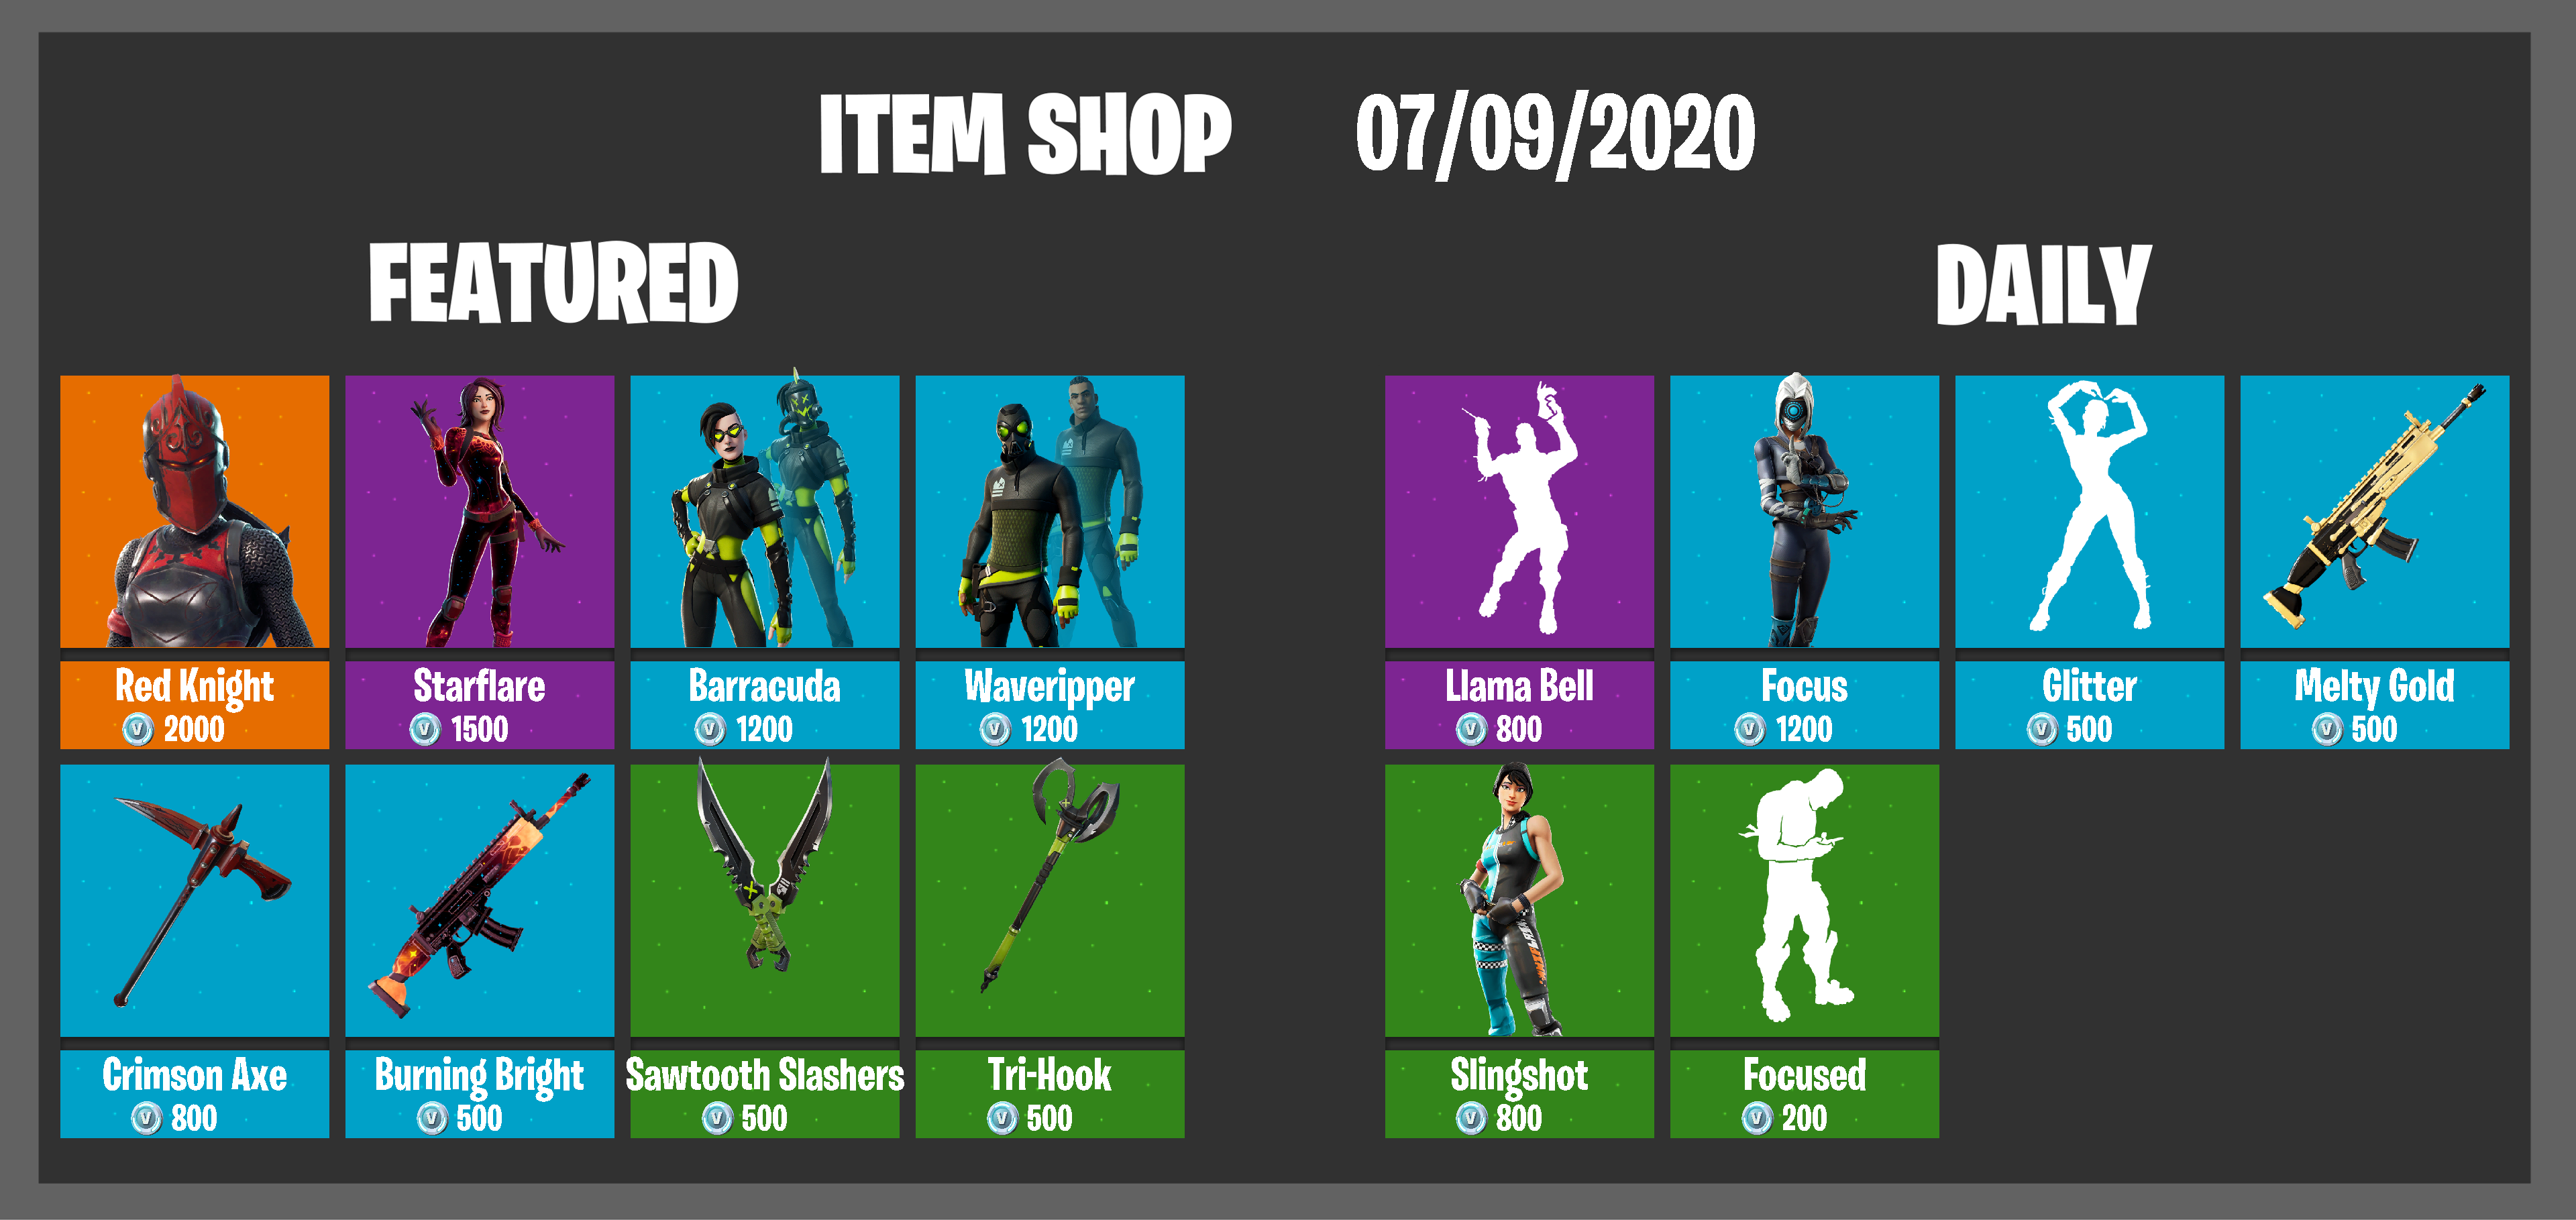 ITEM SHOP 07/09/2020
FEATURED
DAILY
Red Knight
2000
Starflare
1500
Barracuda
1200
Waveripper
1200
Crimson Axe
800
Burning Bright
500
Sawtooth Slashers
500
Tri-Hook
500
Llama Bell
800
Focus
1200
Glitter
500
Melty Gold
500
Slingshot
800
Focused
200